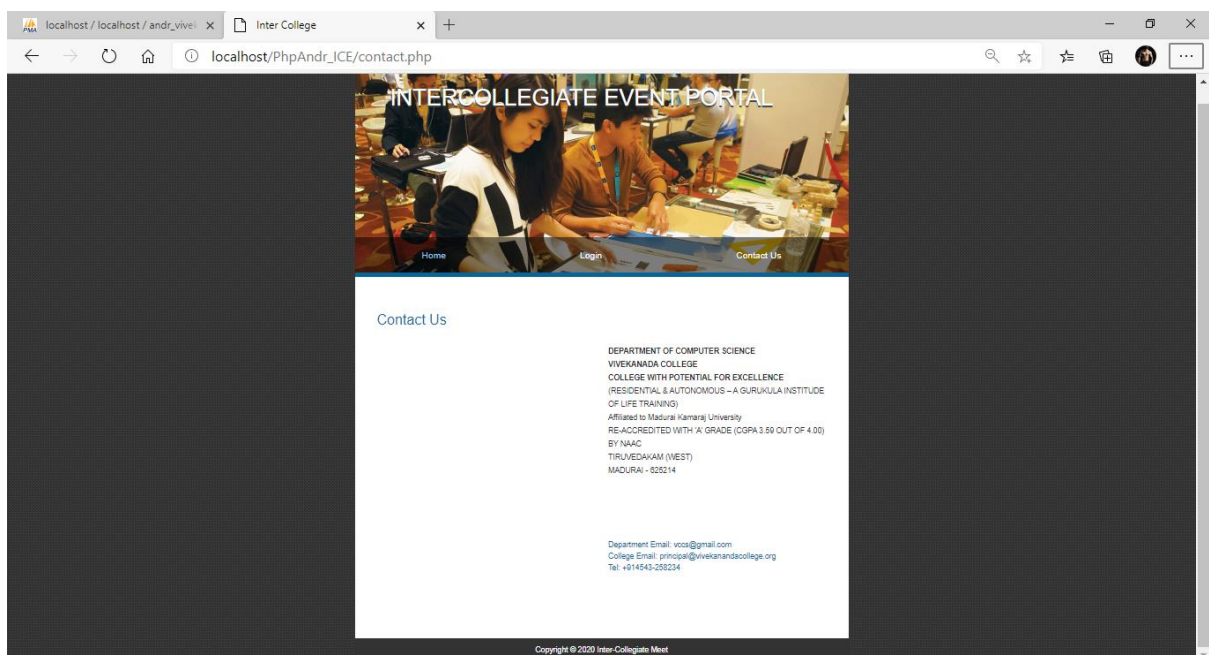 localhost / localhost / andr_vivek
Inter College
localhost/PhpAndr_ICE/contact.php
INTERCOLLEGIATE EVENT PORTAL
Home Login Contact Us
Contact Us
DEPARTMENT OF COMPUTER SCIENCE
VIVEKANADA COLLEGE
COLLEGE WITH POTENTIAL FOR EXCELLENCE
(RESIDENTIAL & AUTONOMOUS – A GURUKULA INSTITUDE
OF LIFE TRAINING)
Affiliated to Madurai Kamaraj University
RE-ACCREDITED WITH 'A' GRADE (CGPA 3.59 OUT OF 4.00)
BY NAAC
TIRUVEDAKAM (WEST)
MADURAI - 625214
Department Email: vccs@gmail.com
College Email: principal@vivekanandacollege.org
Tel: +914543-258234
Copyright © 2020 Inter-Collegiate Meet